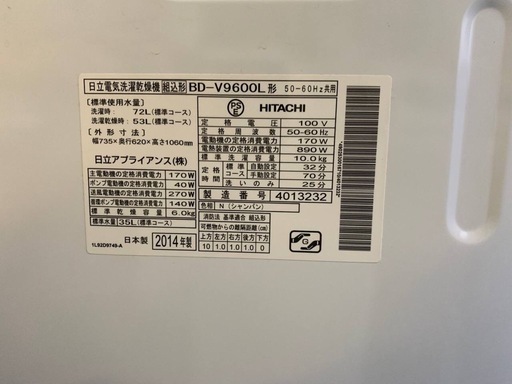 日立電気洗濯乾燥機 組込形 BD-V9600L形 50-60Hz共用
[標準使用水量]
洗濯時: 72L(標準コース)
洗濯乾燥時: 53L(標準コース)
[外形寸法]
幅735×奥行620×高さ1060mm
日立アプライアンス(株)
主電動機の定格消費電力 170W
ポンプ電動機の定格消費電力 40W
送風電動機の定格消費電力 270W
循環ポンプ電動機の定格消費電力 140W
標準乾燥容量 6.0kg
標準水量 35L(標準コース)
1L92D9749-A 日本製 2014年製
PSE HITACHI
定格電圧 100V
定格周波数 50-60Hz
電動機の定格消費電力 170W
電熱装置の定格消費電力 890W
標準洗濯容量 10.0kg
定格時間 標準自動設定 32分
手動設定 70分
洗いのみ 25分
製造番号 4013232
色相 N(シャンパン)
消防法 基準適合 組込形
可燃物からの離隔距離(cm)
上方 左方 右方 前方 後方 下方
10 1.0 1.0 0 1.0 0
G